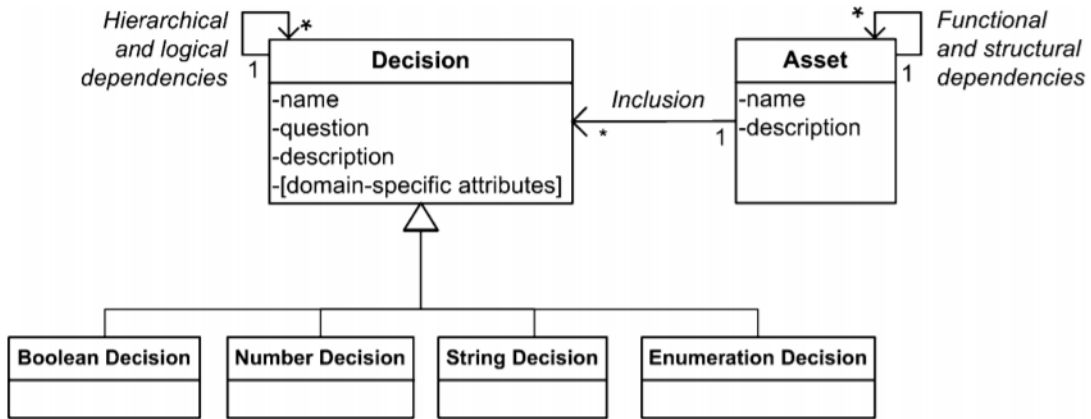 Hierarchical
and logical
dependencies
*
1
Decision
-name
-question
-description
-[domain-specific attributes]
Inclusion
*
1
Asset
-name
-description
*
1
Functional
and structural
dependencies
Boolean Decision
Number Decision
String Decision
Enumeration Decision